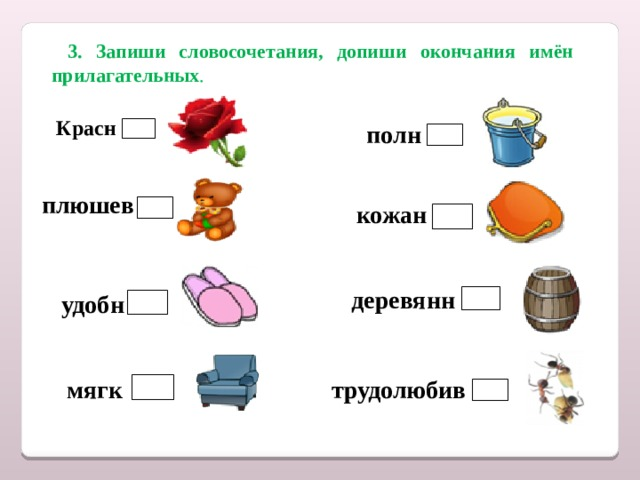 3. Запиши словосочетания, допиши окончания имён
прилагательных.
Красн
полн
плюшев
кожан
удобн
деревянн
мягк
трудолюбив